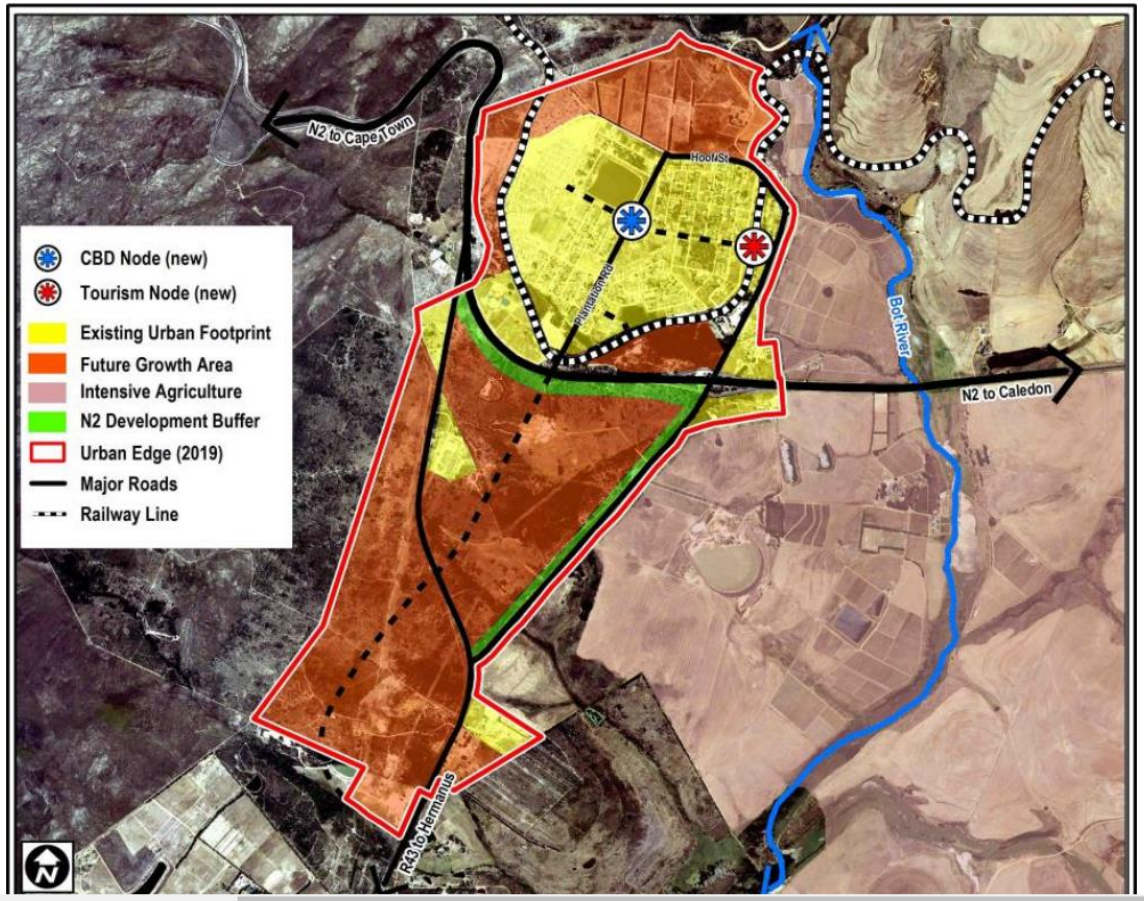 N2 to Cape Town
Hoof St
CBD Node (new)
Tourism Node (new)
Plantation Rd
Existing Urban Footprint
Future Growth Area
Intensive Agriculture
N2 Development Buffer
Urban Edge (2019)
Major Roads
Railway Line
Bot River
N2 to Caledon
R43 to Hermanus
N